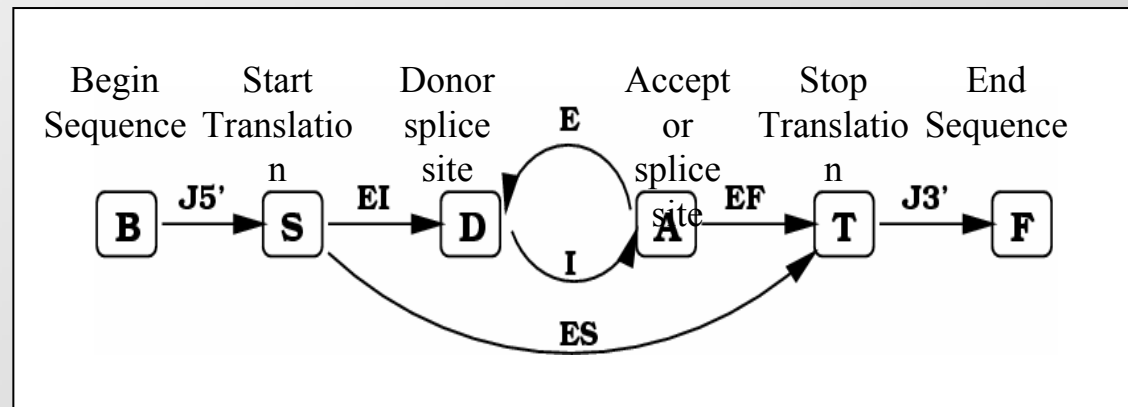 Begin
Sequence
Start
Translatio
n
Donor
splice
site
Accept
or
splice
site
Stop
Translatio
n
End
Sequence
E
J5'
EI
EF
J3'
B
S
D
A
T
F
I
ES